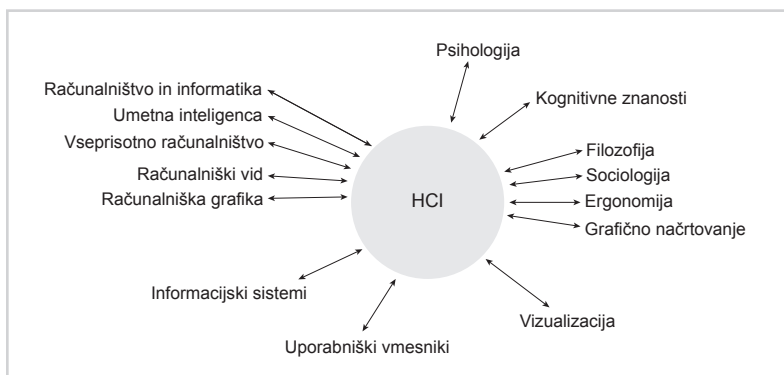 Psihologija
Računalništvo in informatika
Kognitivne znanosti
Umetna inteligenca
Vseprisotno računalništvo
Filozofija
Računalniški vid
Sociologija
Računalniška grafika
HCI
Ergonomija
Grafično načrtovanje
Informacijski sistemi
Vizualizacija
Uporabniški vmesniki